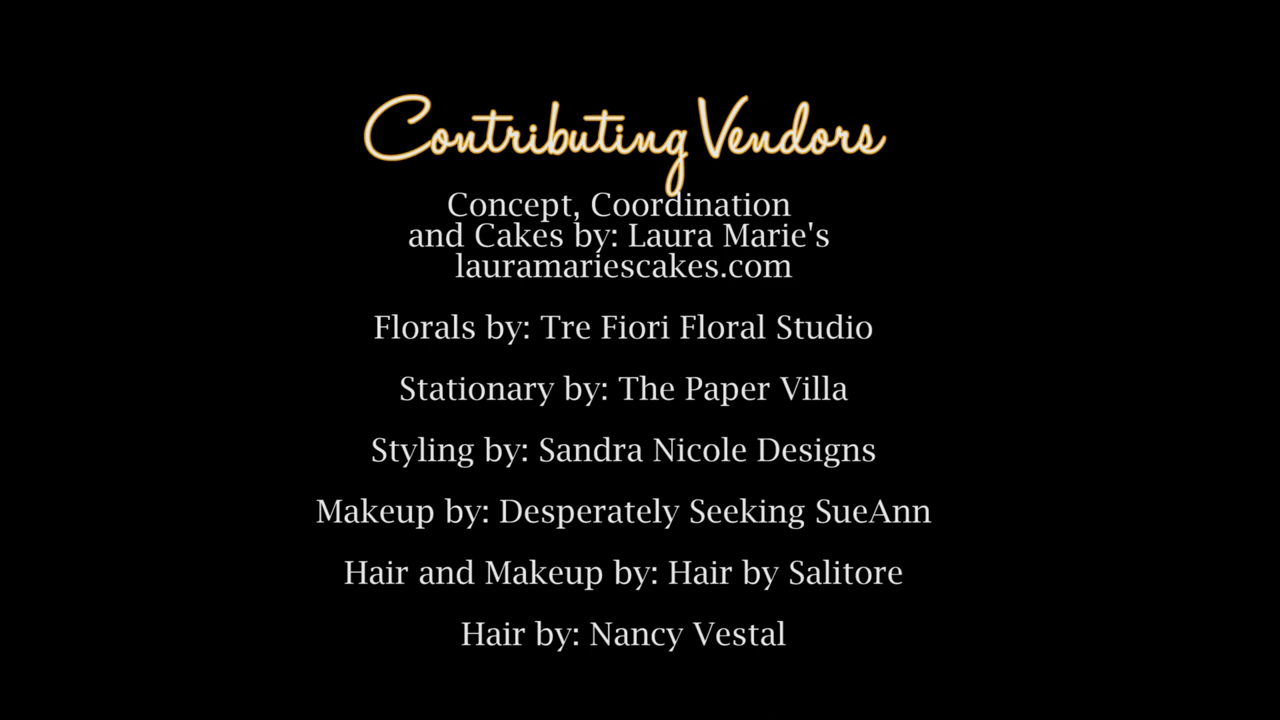 Contributing Vendors
Concept, Coordination
and Cakes by: Laura Marie's
lauramariescakes.com
Florals by: Tre Fiori Floral Studio
Stationary by: The Paper Villa
Styling by: Sandra Nicole Designs
Makeup by: Desperately Seeking SueAnn
Hair and Makeup by: Hair by Salitore
Hair by: Nancy Vestal